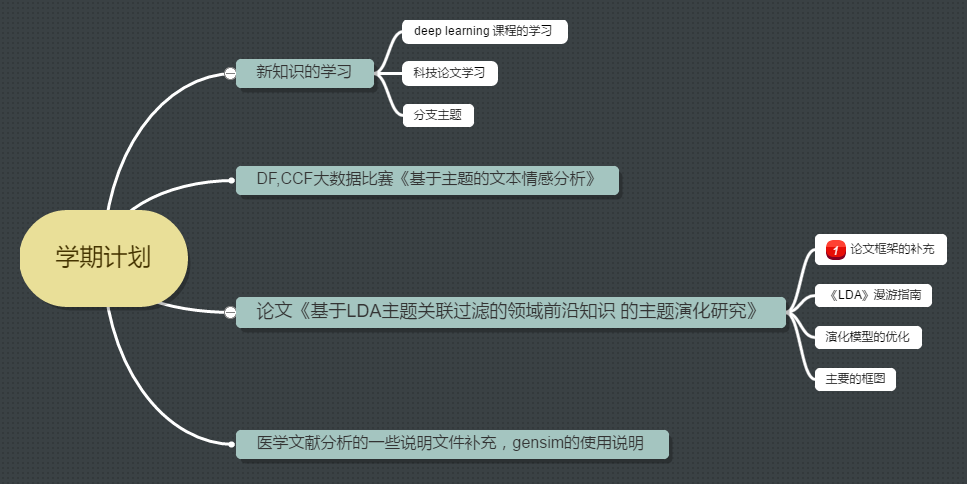 学期计划
新知识的学习
deep learning 课程的学习
科技论文学习
分支主题
DF,CCF大数据比赛《基于主题的文本情感分析》
论文《基于LDA主题关联过滤的领域前沿知识 的主题演化研究》
1 论文框架的补充
《LDA》漫游指南
演化模型的优化
主要的框图
医学文献分析的一些说明文件补充，gensim的使用说明